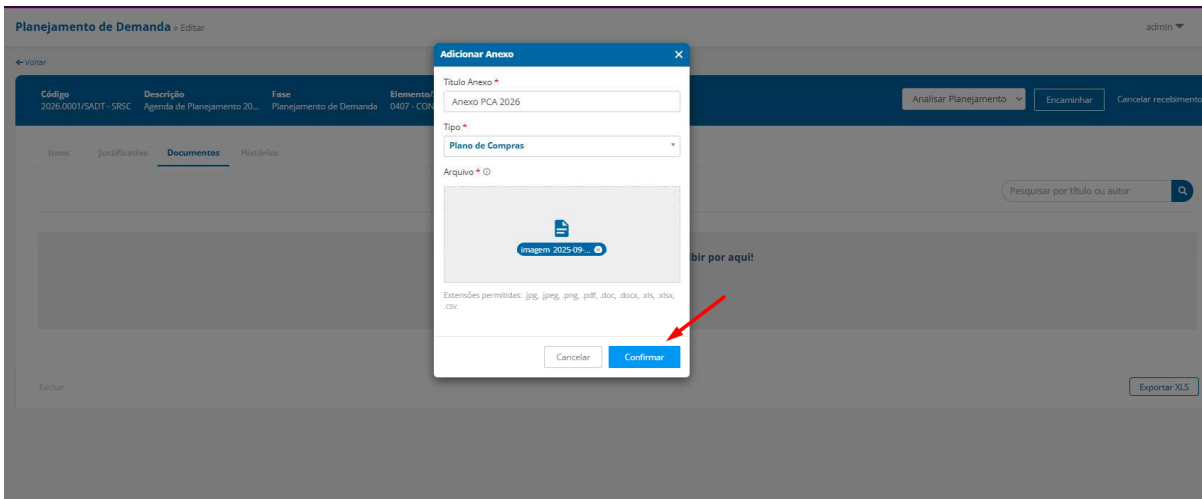 Planejamento de Demanda » Editar
admin
Voltar
Código
2026.0001/SADT - SRSC
Descrição
Agenda de Planejamento 20...
Fase
Planejamento de Demanda
Elemento/
0407 - CON
Analisar Planejamento
Encaminhar
Cancelar recebimento
Itens
Justificativa
Documentos
Histórico
Pesquisar por título ou autor
bir por aqui!
Excluir
Exportar XLS
Adicionar Anexo
Título Anexo *
Anexo PCA 2026
Tipo *
Plano de Compras
Arquivo *
imagem 2025-09-...
Extensões permitidas: .jpg, .jpeg, .png, .pdf, .doc, .docx, .xls, .xlsx,
.csv.
Cancelar
Confirmar